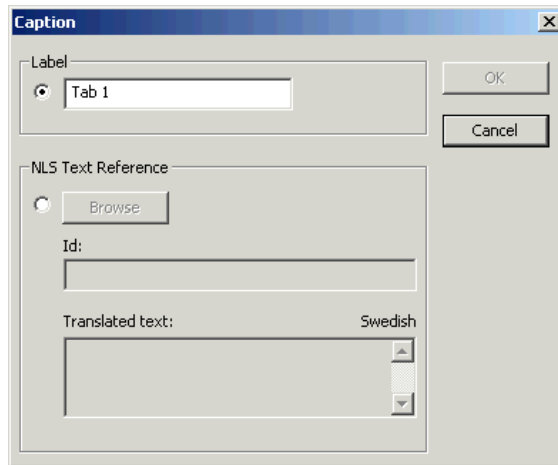 Caption
Label
Tab 1
OK
Cancel
NLS Text Reference
Browse
Id:
Translated text: Swedish